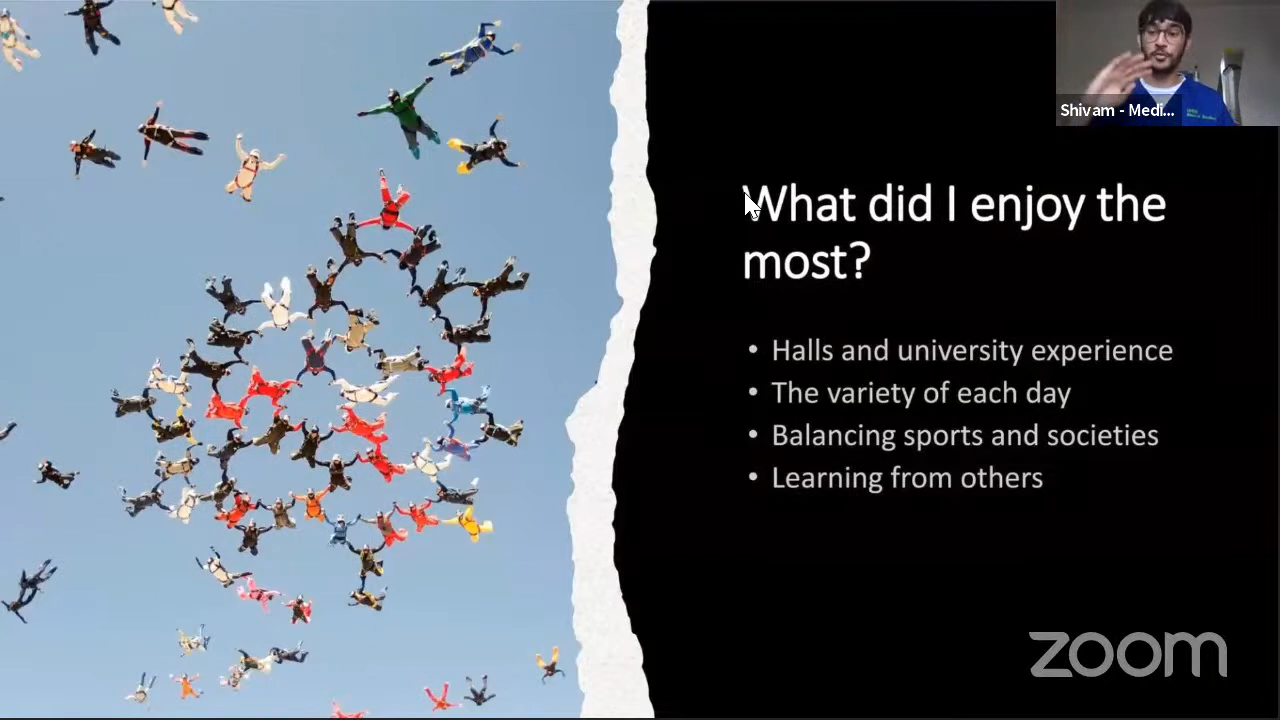 Shivam - Medi...
What did I enjoy the
most?
• Halls and university experience
• The variety of each day
• Balancing sports and societies
• Learning from others
zoom